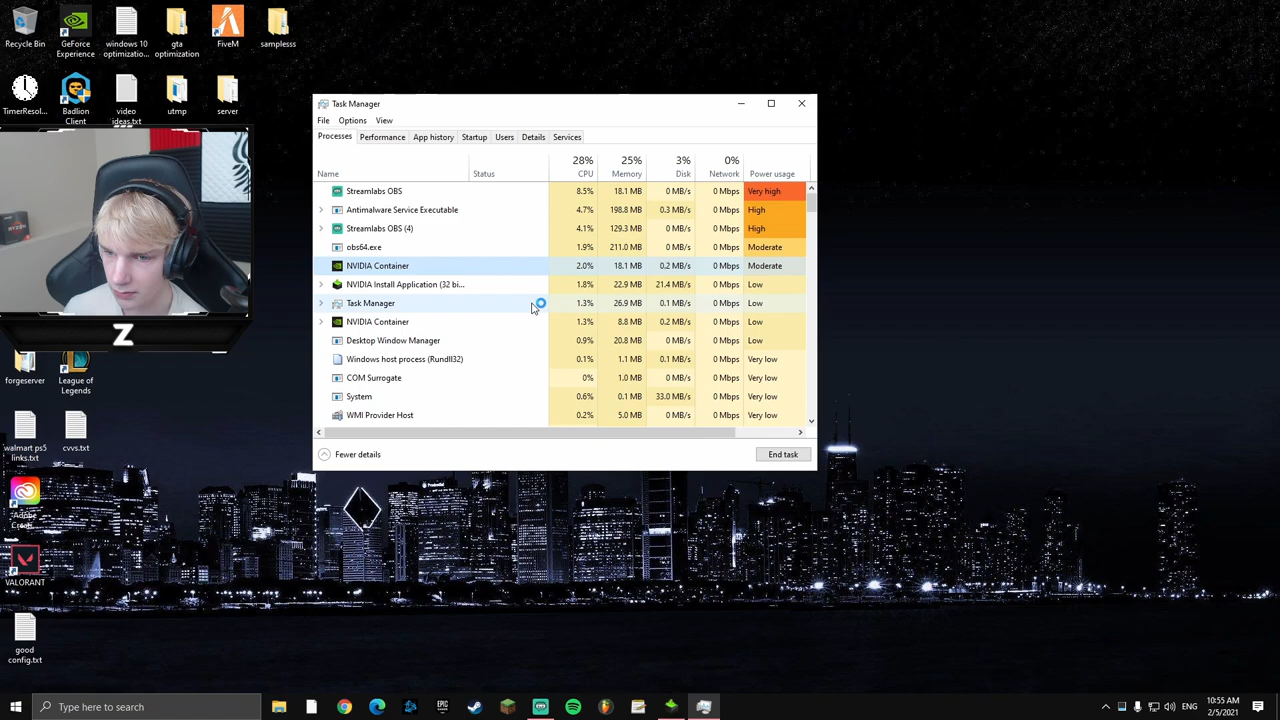 Recycle Bin
GeForce Experience
windows 10 optimizatio...
gta optimization
FiveM
samplesss
TimerResol...
Badlion Client
video ideas.txt
utmp
server
Z
forgeserver
League of Legends
walmart ps5 links.txt
cvvs.txt
VALORANT
good config.txt
Task Manager
File Options View
Processes Performance App history Startup Users Details Services
28% 25% 3% 0%
Name Status CPU Memory Disk Network Power usage
Streamlabs OBS 8.5% 18.1 MB 0 MB/s 0 Mbps Very high
Antimalware Service Executable 4.7% 198.8 MB 0.3 MB/s 0 Mbps High
Streamlabs OBS (4) 4.1% 129.3 MB 0 MB/s 0 Mbps High
obs64.exe 1.9% 211.0 MB 0 MB/s 0 Mbps Moderate
NVIDIA Container 2.0% 18.1 MB 0.2 MB/s 0 Mbps Moderate
NVIDIA Install Application (32 bi... 1.8% 22.9 MB 21.4 MB/s 0 Mbps Low
Task Manager 1.3% 26.9 MB 0.1 MB/s 0 Mbps Low
NVIDIA Container 1.3% 8.8 MB 0.2 MB/s 0 Mbps Low
Desktop Window Manager 0.9% 20.8 MB 0 MB/s 0 Mbps Low
Windows host process (Rundll32) 0.1% 1.1 MB 0.1 MB/s 0 Mbps Very low
COM Surrogate 0% 1.0 MB 0 MB/s 0 Mbps Very low
System 0.6% 0.1 MB 33.0 MB/s 0 Mbps Very low
WMI Provider Host 0.2% 5.0 MB 0 MB/s 0 Mbps Very low
Fewer details
End task
Type here to search
EPIC GAMES
ENG
10:55 AM
2/5/2021